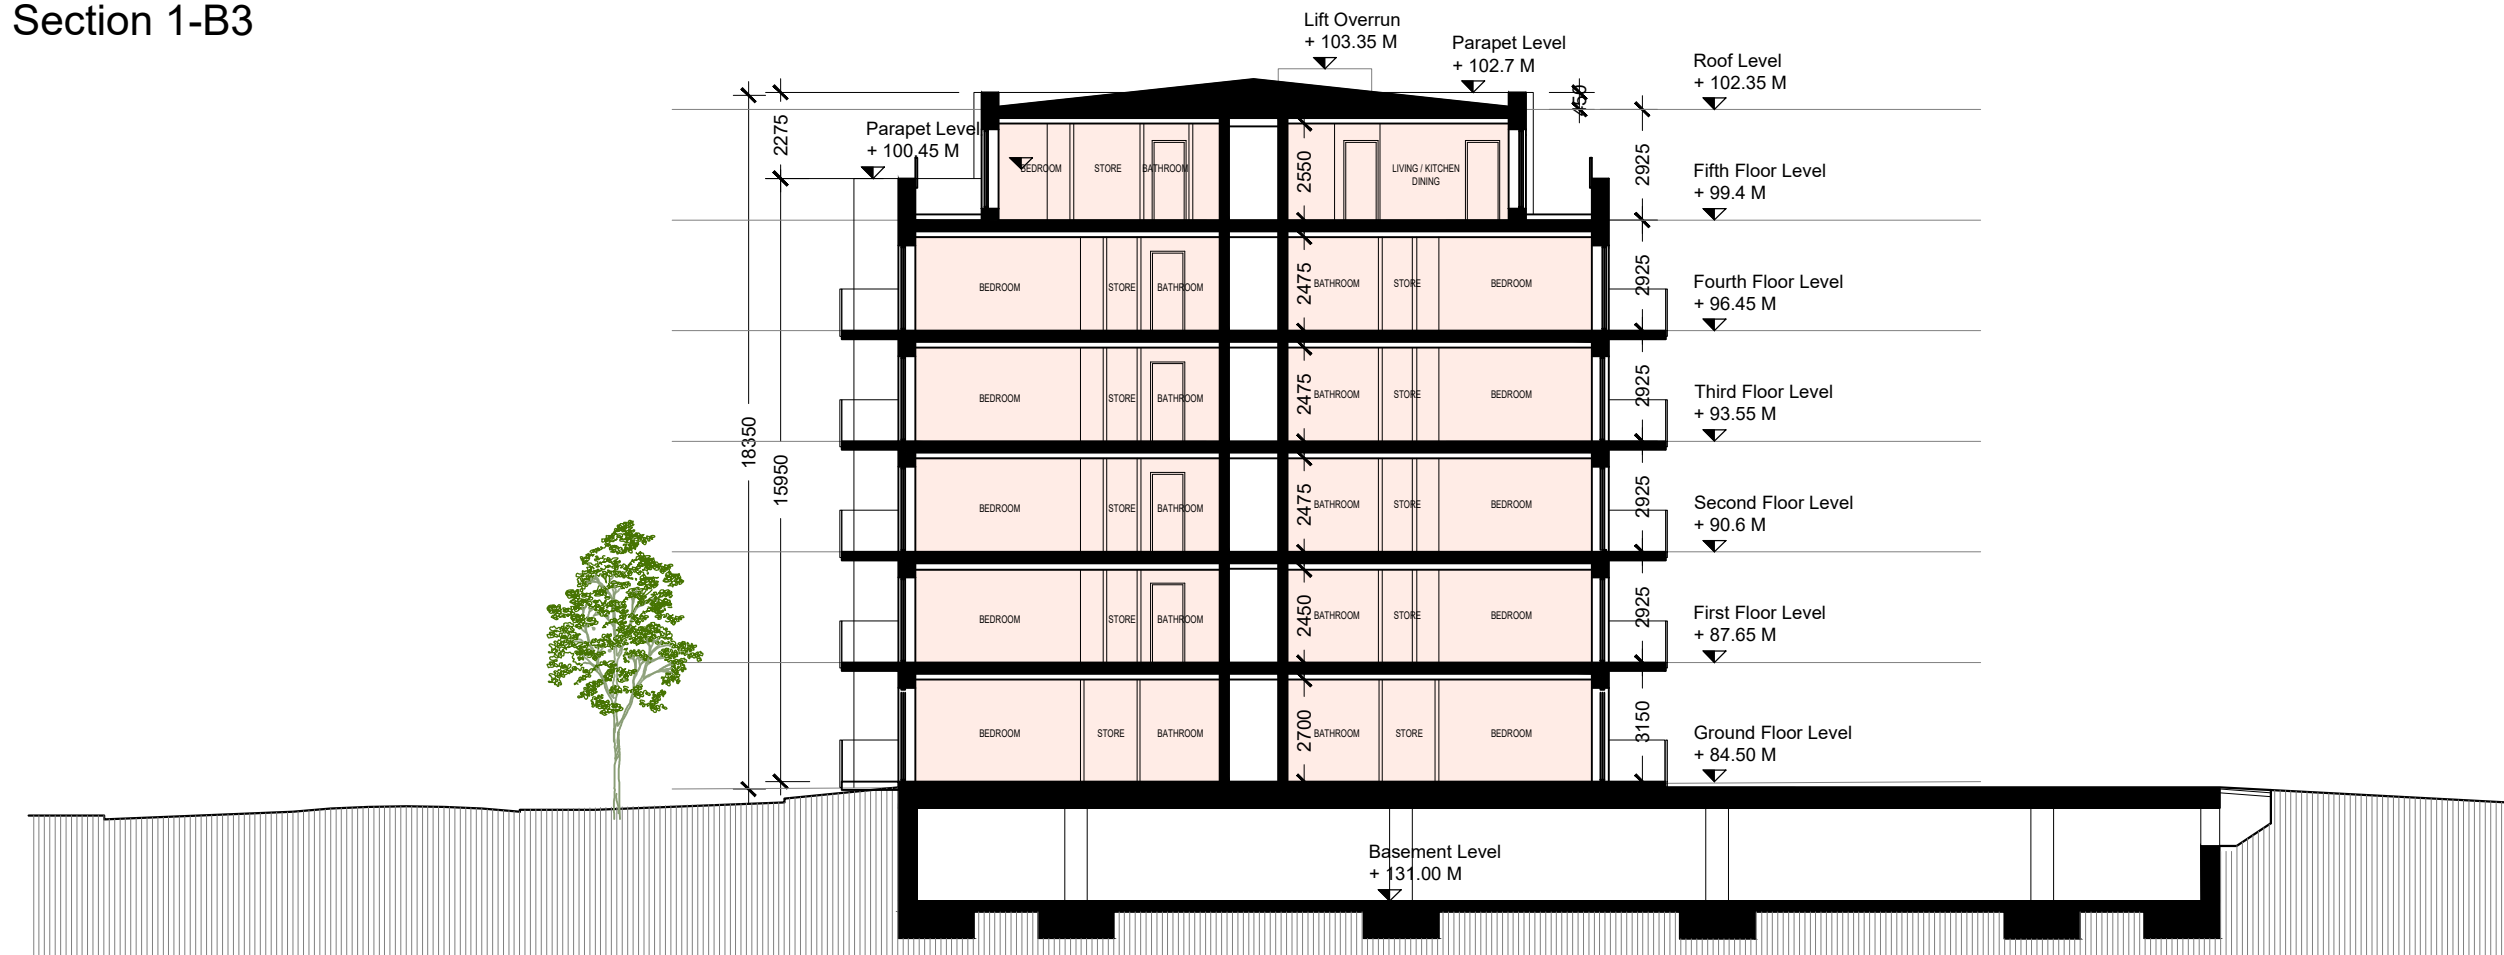 Section 1-B3
Lift Overrun
+ 103.35 M
Parapet Level
+ 102.7 M
Roof Level
+ 102.35 M
450
2275
Parapet Level
+ 100.45 M
2925
BEDROOM
STORE
BATHROOM
2550
LIVING / KITCHEN
DINING
Fifth Floor Level
+ 99.4 M
BEDROOM
STORE
BATHROOM
2475
BATHROOM
STORE
BEDROOM
2925
Fourth Floor Level
+ 96.45 M
BEDROOM
STORE
BATHROOM
2475
BATHROOM
STORE
BEDROOM
2925
Third Floor Level
+ 93.55 M
18350
15950
BEDROOM
STORE
BATHROOM
2475
BATHROOM
STORE
BEDROOM
2925
Second Floor Level
+ 90.6 M
BEDROOM
STORE
BATHROOM
2450
BATHROOM
STORE
BEDROOM
2925
First Floor Level
+ 87.65 M
BEDROOM
STORE
BATHROOM
2700
BATHROOM
STORE
BEDROOM
3150
Ground Floor Level
+ 84.50 M
Basement Level
+ 131.00 M